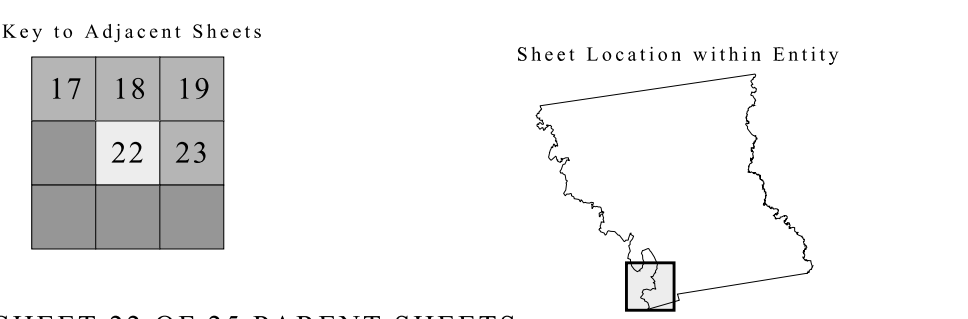 Key to Adjacent Sheets
Sheet Location within Entity
17 18 19
22 23
SHEET 22 OF 25 PARENT SHEETS